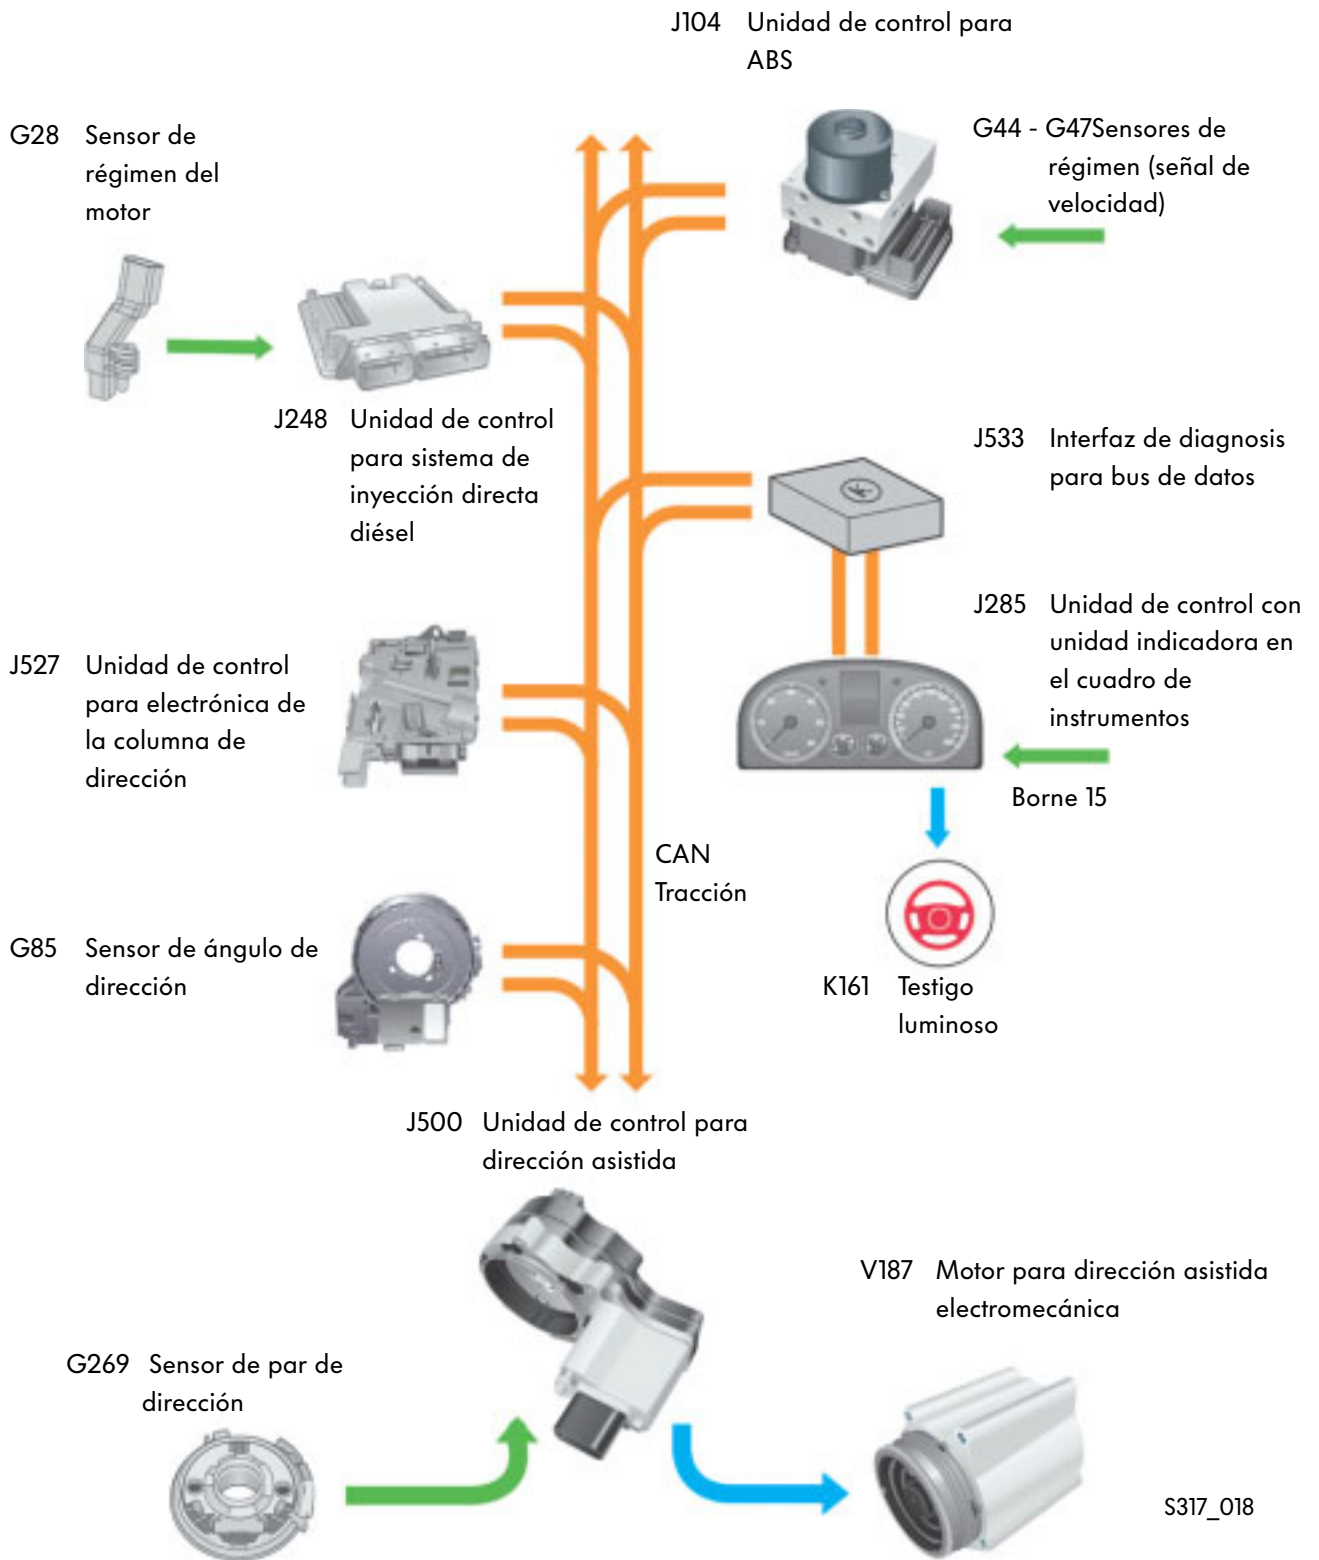 J104 Unidad de control para
ABS
G28 Sensor de
régimen del
motor
G44 - G47Sensores de
régimen (señal de
velocidad)
J248 Unidad de control
para sistema de
inyección directa
diésel
J533 Interfaz de diagnosis
para bus de datos
J285 Unidad de control con
unidad indicadora en
el cuadro de
instrumentos
J527 Unidad de control
para electrónica de
la columna de
dirección
Borne 15
CAN
Tracción
G85 Sensor de ángulo de
dirección
K161 Testigo
luminoso
J500 Unidad de control para
dirección asistida
V187 Motor para dirección asistida
electromecánica
G269 Sensor de par de
dirección
S317_018